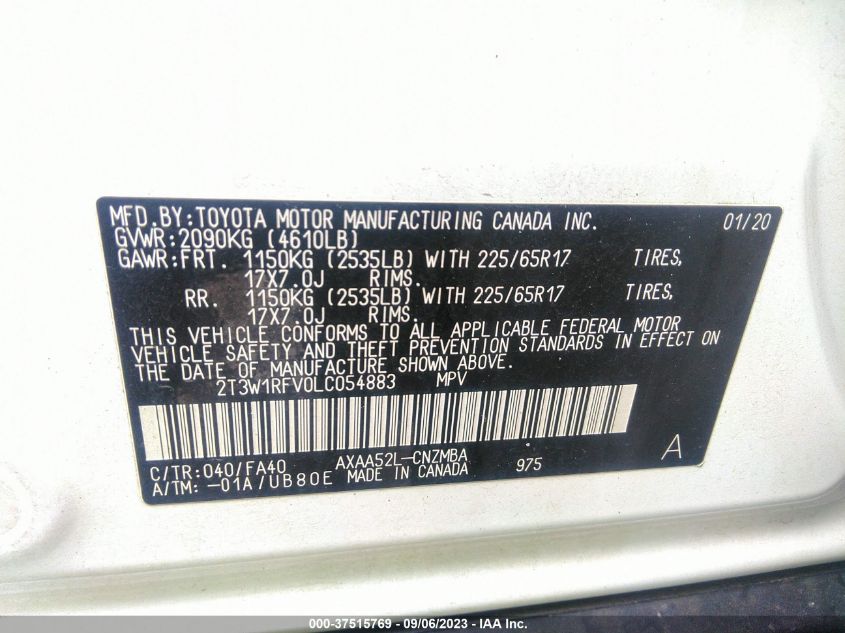 MFD.BY:TOYOTA MOTOR MANUFACTURING CANADA INC. 01/20
GVWR:2090KG (4610LB)
GAWR:FRT. 1150KG (2535LB) WITH 225/65R17 TIRES,
17X7.0J RIMS.
RR. 1150KG (2535LB) WITH 225/65R17 TIRES,
17X7.0J RIMS.
THIS VEHICLE CONFORMS TO ALL APPLICABLE FEDERAL MOTOR
VEHICLE SAFETY AND THEFT PREVENTION STANDARDS IN EFFECT ON
THE DATE OF MANUFACTURE SHOWN ABOVE.
2T3W1RFV0LC054883 MPV
C/TR:040/FA40 AXAA52L-CNZMBA 975 A
A/TM: -01A/UB80E MADE IN CANADA
000-37515769 - 09/06/2023 - IAA Inc.